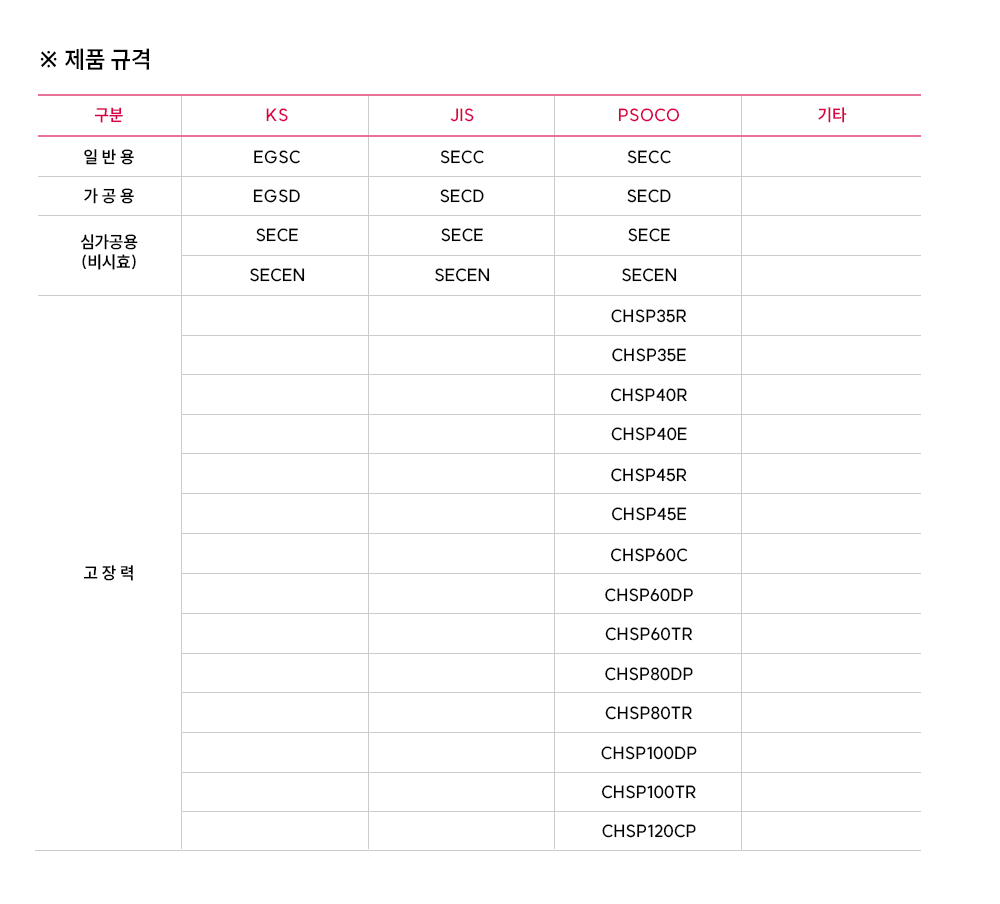 ※ 제품 규격
구분 KS JIS PSOCO 기타
일 반 용 EGSC SECC SECC
가 공 용 EGSD SECD SECD
심가공용
(비시효)
SECE SECE SECE
SECEN SECEN SECEN
고 장 력
CHSP35R
CHSP35E
CHSP40R
CHSP40E
CHSP45R
CHSP45E
CHSP60C
CHSP60DP
CHSP60TR
CHSP80DP
CHSP80TR
CHSP100DP
CHSP100TR
CHSP120CP